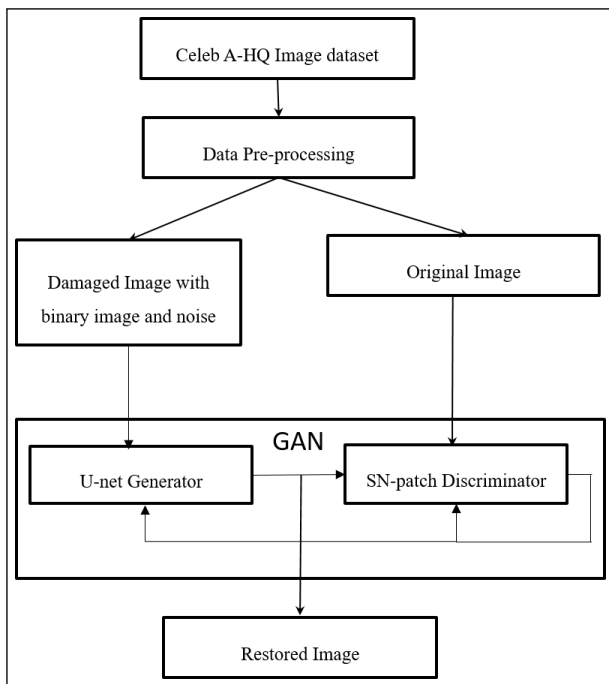 Celeb A-HQ Image dataset
Data Pre-processing
Damaged Image with
binary image and noise
Original Image
GAN
U-net Generator
SN-patch Discriminator
Restored Image